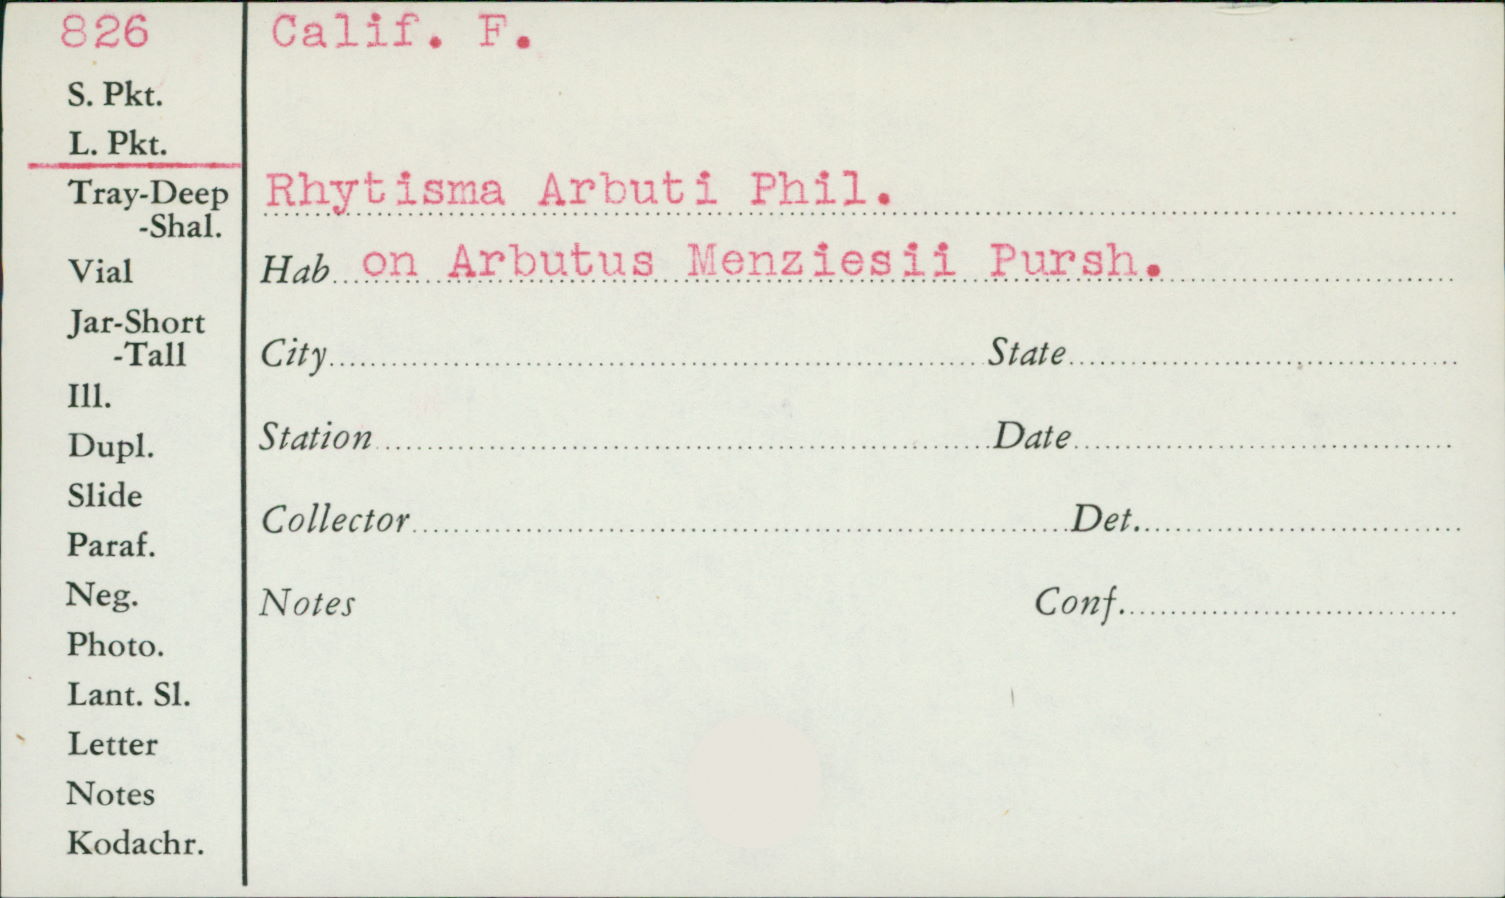 826
Calif. F.
S. Pkt.
L. Pkt.
Tray-Deep
-Shal.
Rhytisma Arbuti Phil.
Vial
Hab on Arbutus Menziesii Pursh.
Jar-Short
-Tall
City
State
Ill.
Dupl.
Station
Date
Slide
Collector
Det.
Paraf.
Neg.
Notes
Conf.
Photo.
Lant. Sl.
Letter
Notes
Kodachr.